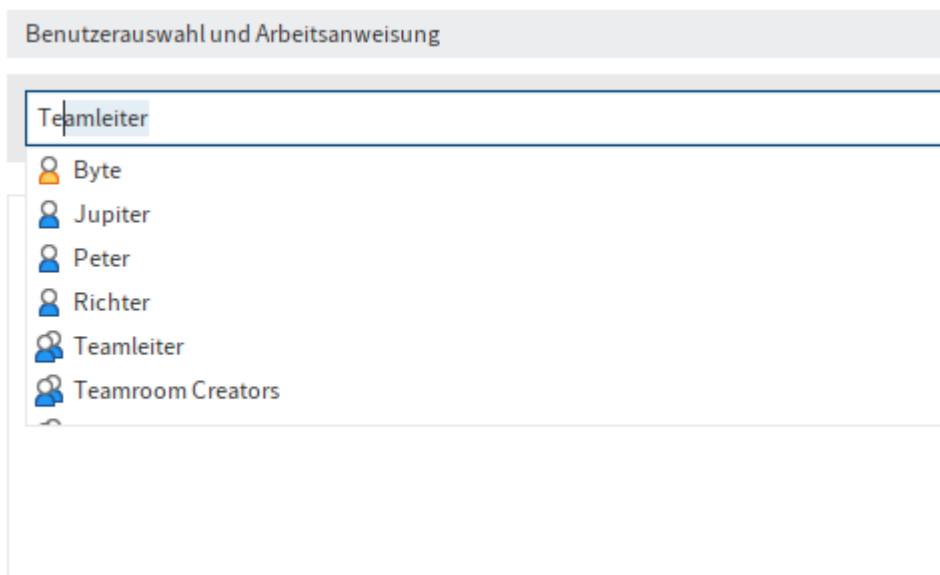 Benutzerauswahl und Arbeitsanweisung
Teamleiter
Byte
Jupiter
Peter
Richter
Teamleiter
Teamroom Creators